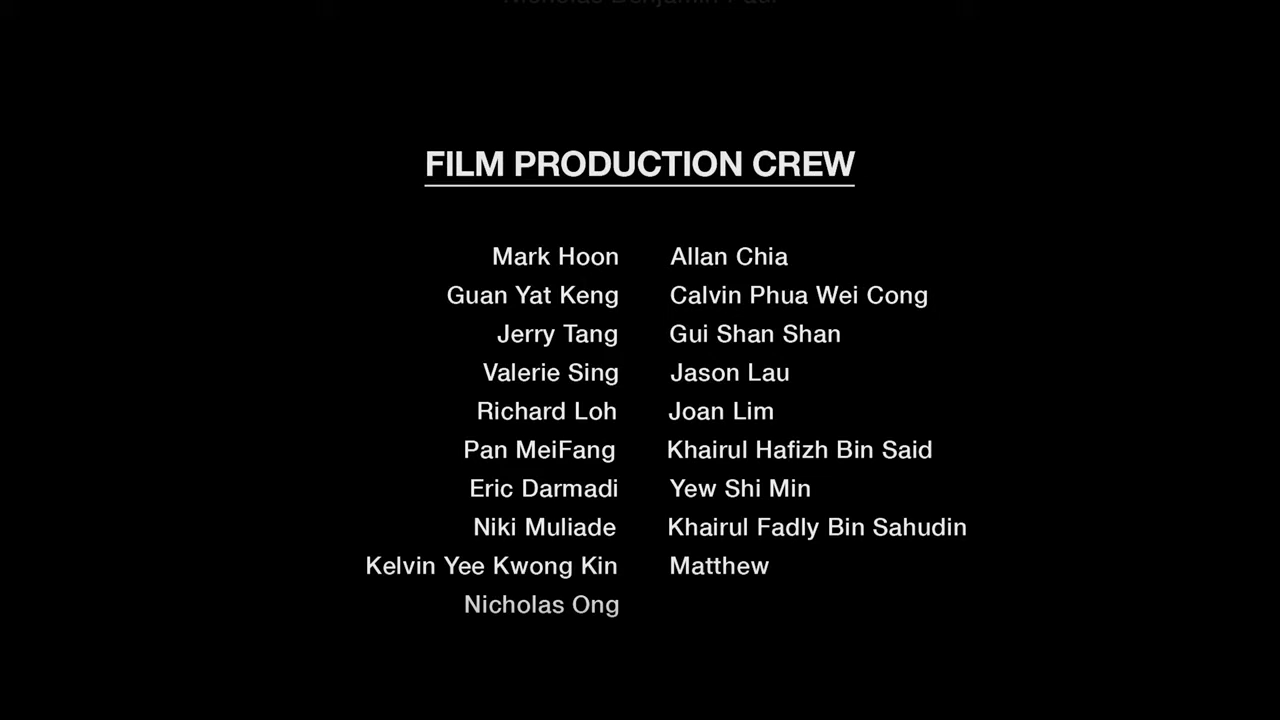 FILM PRODUCTION CREW
Mark Hoon Allan Chia
Guan Yat Keng Calvin Phua Wei Cong
Jerry Tang Gui Shan Shan
Valerie Sing Jason Lau
Richard Loh Joan Lim
Pan MeiFang Khairul Hafizh Bin Said
Eric Darmadi Yew Shi Min
Niki Muliade Khairul Fadly Bin Sahudin
Kelvin Yee Kwong Kin Matthew
Nicholas Ong